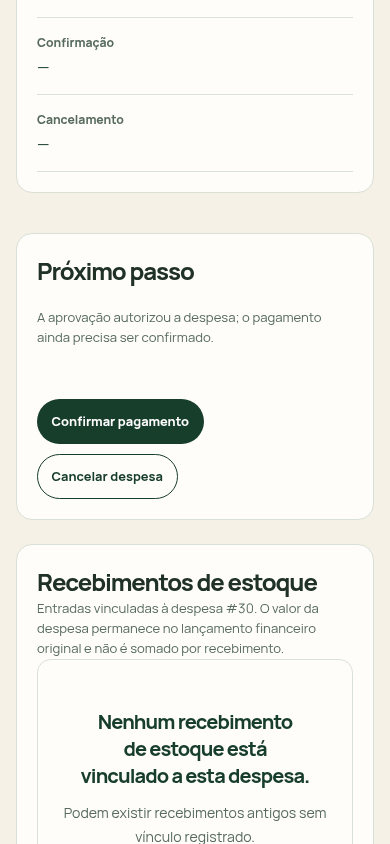 Confirmação
—
Cancelamento
—
Próximo passo
A aprovação autorizou a despesa; o pagamento
ainda precisa ser confirmado.
Confirmar pagamento
Cancelar despesa
Recebimentos de estoque
Entradas vinculadas à despesa #30. O valor da
despesa permanece no lançamento financeiro
original e não é somado por recebimento.
Nenhum recebimento
de estoque está
vinculado a esta despesa.
Podem existir recebimentos antigos sem
vínculo registrado.